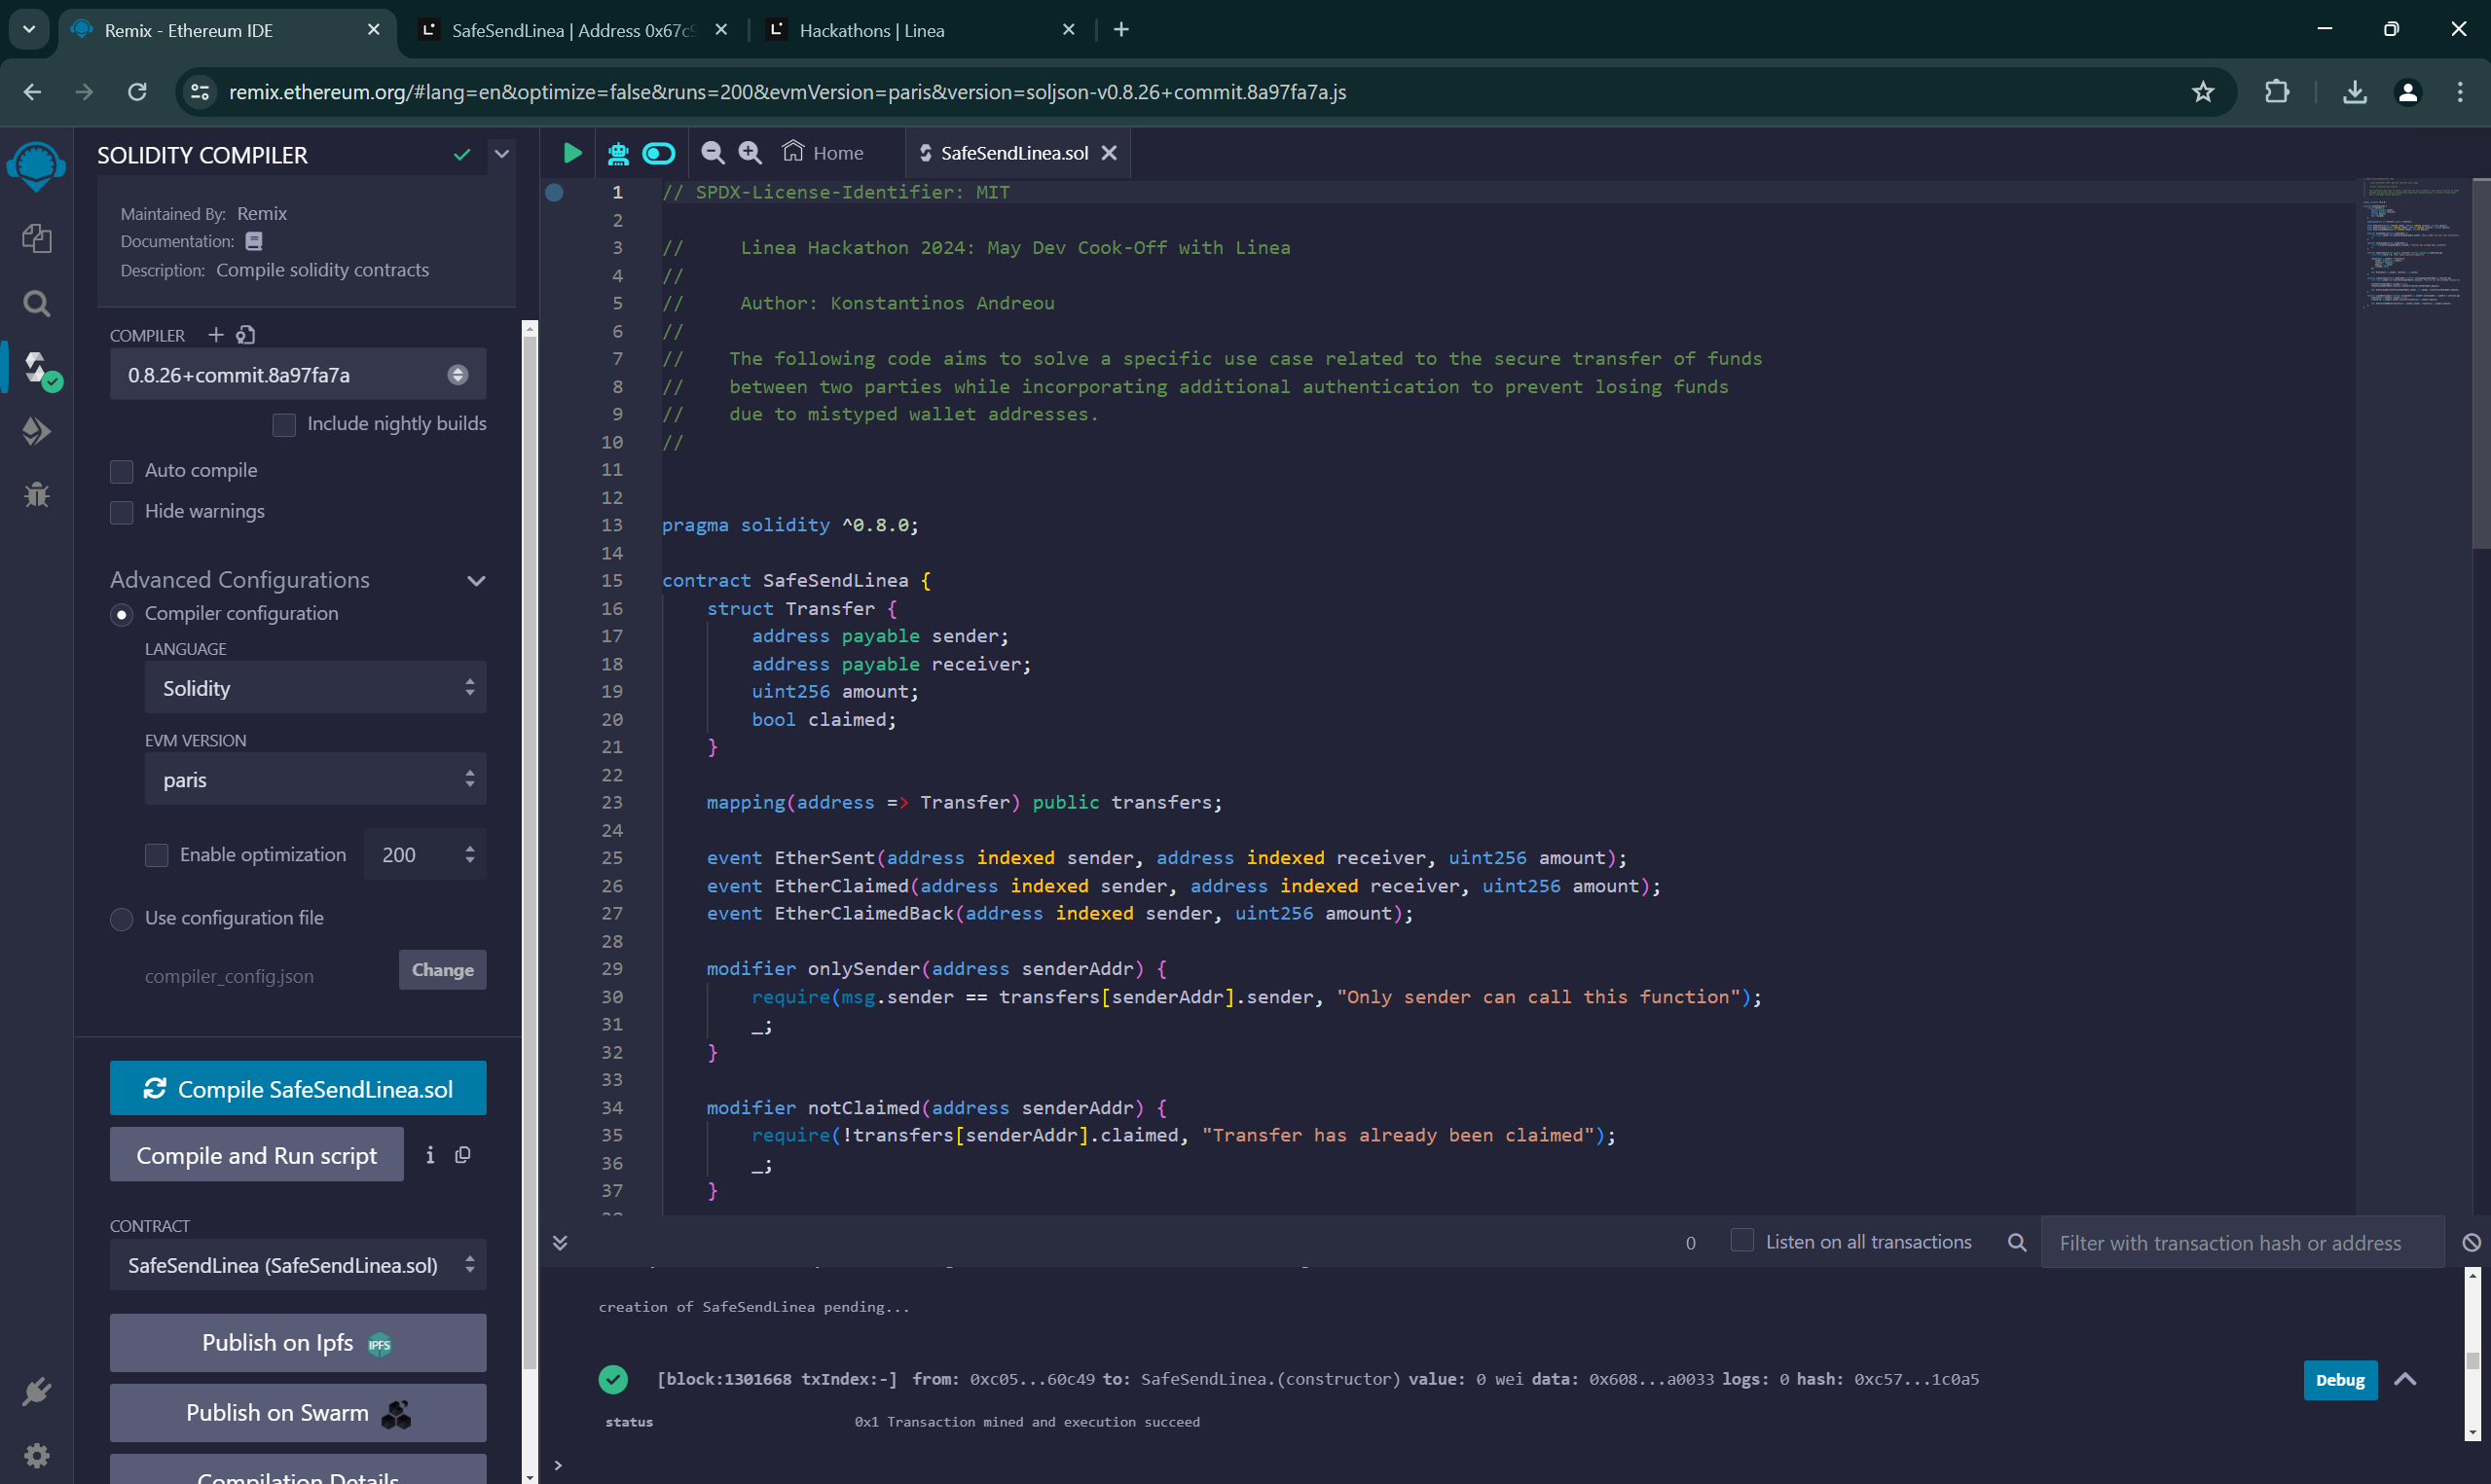 Remix - Ethereum IDE
SafeSendLinea | Address 0x67c9
Hackathons | Linea
remix.ethereum.org/#lang=en&optimize=false&runs=200&evmVersion=paris&version=soljson-v0.8.26+commit.8a97fa7a.js
SOLIDITY COMPILER
Maintained By: Remix
Documentation:
Description: Compile solidity contracts
COMPILER
0.8.26+commit.8a97fa7a
Include nightly builds
Auto compile
Hide warnings
Advanced Configurations
Compiler configuration
LANGUAGE
Solidity
EVM VERSION
paris
Enable optimization 200
Use configuration file
compiler_config.json Change
Compile SafeSendLinea.sol
Compile and Run script
CONTRACT
SafeSendLinea (SafeSendLinea.sol)
Publish on Ipfs IPFS
Publish on Swarm
Compilation Details
Home
SafeSendLinea.sol
1 // SPDX-License-Identifier: MIT
2
3 // Linea Hackathon 2024: May Dev Cook-Off with Linea
4 //
5 // Author: Konstantinos Andreou
6 //
7 // The following code aims to solve a specific use case related to the secure transfer of funds
8 // between two parties while incorporating additional authentication to prevent losing funds
9 // due to mistyped wallet addresses.
10 //
11
12
13 pragma solidity ^0.8.0;
14
15 contract SafeSendLinea {
16 struct Transfer {
17 address payable sender;
18 address payable receiver;
19 uint256 amount;
20 bool claimed;
21 }
22
23 mapping(address => Transfer) public transfers;
24
25 event EtherSent(address indexed sender, address indexed receiver, uint256 amount);
26 event EtherClaimed(address indexed sender, address indexed receiver, uint256 amount);
27 event EtherClaimedBack(address indexed sender, uint256 amount);
28
29 modifier onlySender(address senderAddr) {
30 require(msg.sender == transfers[senderAddr].sender, "Only sender can call this function");
31 _;
32 }
33
34 modifier notClaimed(address senderAddr) {
35 require(!transfers[senderAddr].claimed, "Transfer has already been claimed");
36 _;
37 }
0 Listen on all transactions Filter with transaction hash or address
creation of SafeSendLinea pending...
[block:1301668 txIndex:-] from: 0xc05...60c49 to: SafeSendLinea.(constructor) value: 0 wei data: 0x608...a0033 logs: 0 hash: 0xc57...1c0a5
Debug
status 0x1 Transaction mined and execution succeed
>